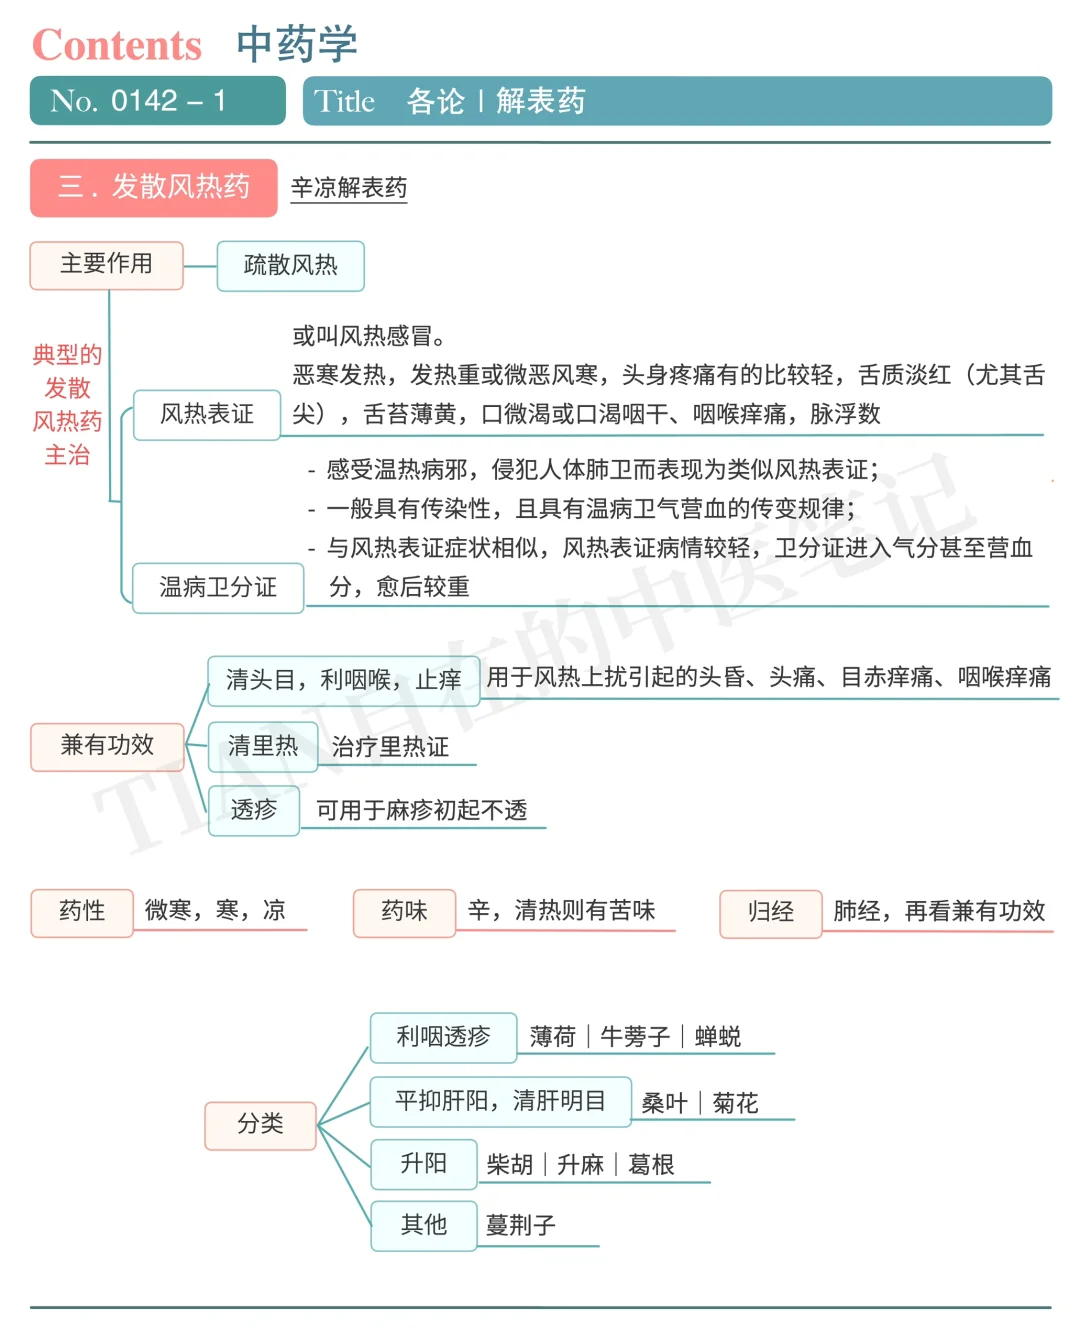 Contents 中药学
No. 0142 – 1
Title 各论 | 解表药
三 . 发散风热药
辛凉解表药
主要作用
疏散风热
典型的
发散
风热药
主治
风热表证
或叫风热感冒。
恶寒发热，发热重或微恶风寒，头身疼痛有的比较轻，舌质淡红（尤其舌
尖），舌苔薄黄，口微渴或口渴咽干、咽喉痒痛，脉浮数
温病卫分证
- 感受温热病邪，侵犯人体肺卫而表现为类似风热表证；
- 一般具有传染性，且具有温病卫气营血的传变规律；
- 与风热表证症状相似，风热表证病情较轻，卫分证进入气分甚至营血
分，愈后较重
兼有功效
清头目，利咽喉，止痒
用于风热上扰引起的头昏、头痛、目赤痒痛、咽喉痒痛
清里热
治疗里热证
透疹
可用于麻疹初起不透
药性
微寒，寒，凉
药味
辛，清热则有苦味
归经
肺经，再看兼有功效
分类
利咽透疹
薄荷｜牛蒡子｜蝉蜕
平抑肝阳，清肝明目
桑叶｜菊花
升阳
柴胡｜升麻｜葛根
其他
蔓荆子
TIAN自在的中医笔记